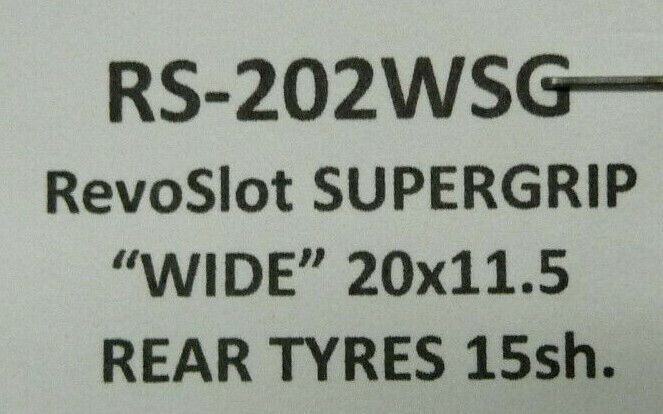 RS-202WSG
RevoSlot SUPERGRIP
“WIDE” 20x11.5
REAR TYRES 15sh.